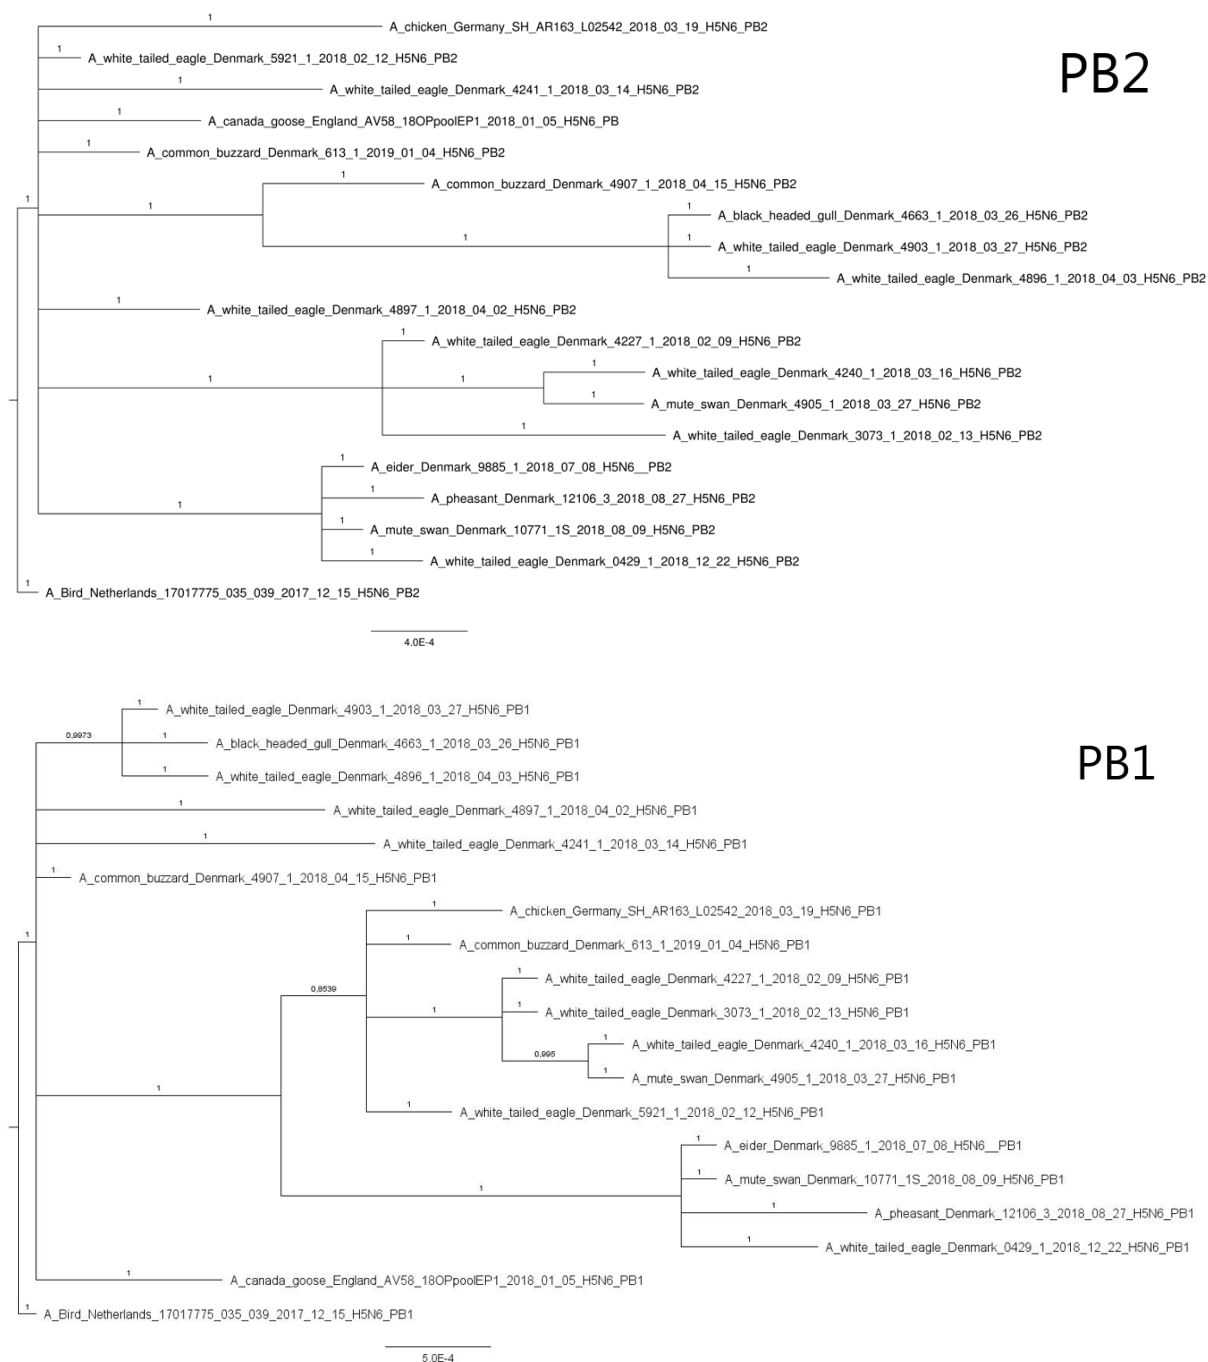 1
A_chicken_Germany_SH_AR163_L02542_2018_03_19_H5N6_PB2
PB2
1
A_white_tailed_eagle_Denmark_5921_1_2018_02_12_H5N6_PB2
1
A_white_tailed_eagle_Denmark_4241_1_2018_03_14_H5N6_PB2
1
A_canada_goose_England_AV58_18OPpoolEP1_2018_01_05_H5N6_PB
1
A_common_buzzard_Denmark_613_1_2019_01_04_H5N6_PB2
1
A_common_buzzard_Denmark_4907_1_2018_04_15_H5N6_PB2
1
1
1
A_black_headed_gull_Denmark_4663_1_2018_03_26_H5N6_PB2
1
1
A_white_tailed_eagle_Denmark_4903_1_2018_03_27_H5N6_PB2
1
A_white_tailed_eagle_Denmark_4896_1_2018_04_03_H5N6_PB2
1
A_white_tailed_eagle_Denmark_4897_1_2018_04_02_H5N6_PB2
1
A_white_tailed_eagle_Denmark_4227_1_2018_02_09_H5N6_PB2
1
1
1
A_white_tailed_eagle_Denmark_4240_1_2018_03_16_H5N6_PB2
1
A_mute_swan_Denmark_4905_1_2018_03_27_H5N6_PB2
1
A_white_tailed_eagle_Denmark_3073_1_2018_02_13_H5N6_PB2
1
A_eider_Denmark_9885_1_2018_07_08_H5N6__PB2
1
1
A_pheasant_Denmark_12106_3_2018_08_27_H5N6_PB2
1
A_mute_swan_Denmark_10771_1S_2018_08_09_H5N6_PB2
1
A_white_tailed_eagle_Denmark_0429_1_2018_12_22_H5N6_PB2
1
A_Bird_Netherlands_17017775_035_039_2017_12_15_H5N6_PB2
4.0E-4
1
A_white_tailed_eagle_Denmark_4903_1_2018_03_27_H5N6_PB1
0,9973
1
A_black_headed_gull_Denmark_4663_1_2018_03_26_H5N6_PB1
PB1
1
A_white_tailed_eagle_Denmark_4896_1_2018_04_03_H5N6_PB1
1
A_white_tailed_eagle_Denmark_4897_1_2018_04_02_H5N6_PB1
1
A_white_tailed_eagle_Denmark_4241_1_2018_03_14_H5N6_PB1
1
A_common_buzzard_Denmark_4907_1_2018_04_15_H5N6_PB1
1
A_chicken_Germany_SH_AR163_L02542_2018_03_19_H5N6_PB1
1
1
A_common_buzzard_Denmark_613_1_2019_01_04_H5N6_PB1
1
A_white_tailed_eagle_Denmark_4227_1_2018_02_09_H5N6_PB1
0,8539
1
1
A_white_tailed_eagle_Denmark_3073_1_2018_02_13_H5N6_PB1
1
A_white_tailed_eagle_Denmark_4240_1_2018_03_16_H5N6_PB1
0,995
1
A_mute_swan_Denmark_4905_1_2018_03_27_H5N6_PB1
1
1
A_white_tailed_eagle_Denmark_5921_1_2018_02_12_H5N6_PB1
1
A_eider_Denmark_9885_1_2018_07_08_H5N6__PB1
1
1
A_mute_swan_Denmark_10771_1S_2018_08_09_H5N6_PB1
1
A_pheasant_Denmark_12106_3_2018_08_27_H5N6_PB1
1
A_white_tailed_eagle_Denmark_0429_1_2018_12_22_H5N6_PB1
1
A_canada_goose_England_AV58_18OPpoolEP1_2018_01_05_H5N6_PB1
1
A_Bird_Netherlands_17017775_035_039_2017_12_15_H5N6_PB1
5.0E-4